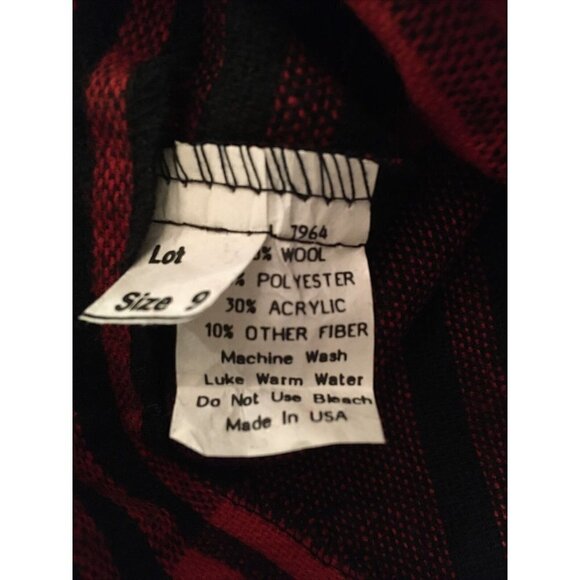 Lot
Size 9
7964
% WOOL
% POLYESTER
30% ACRYLIC
10% OTHER FIBER
Machine Wash
Luke Warm Water
Do Not Use Bleach
Made In USA